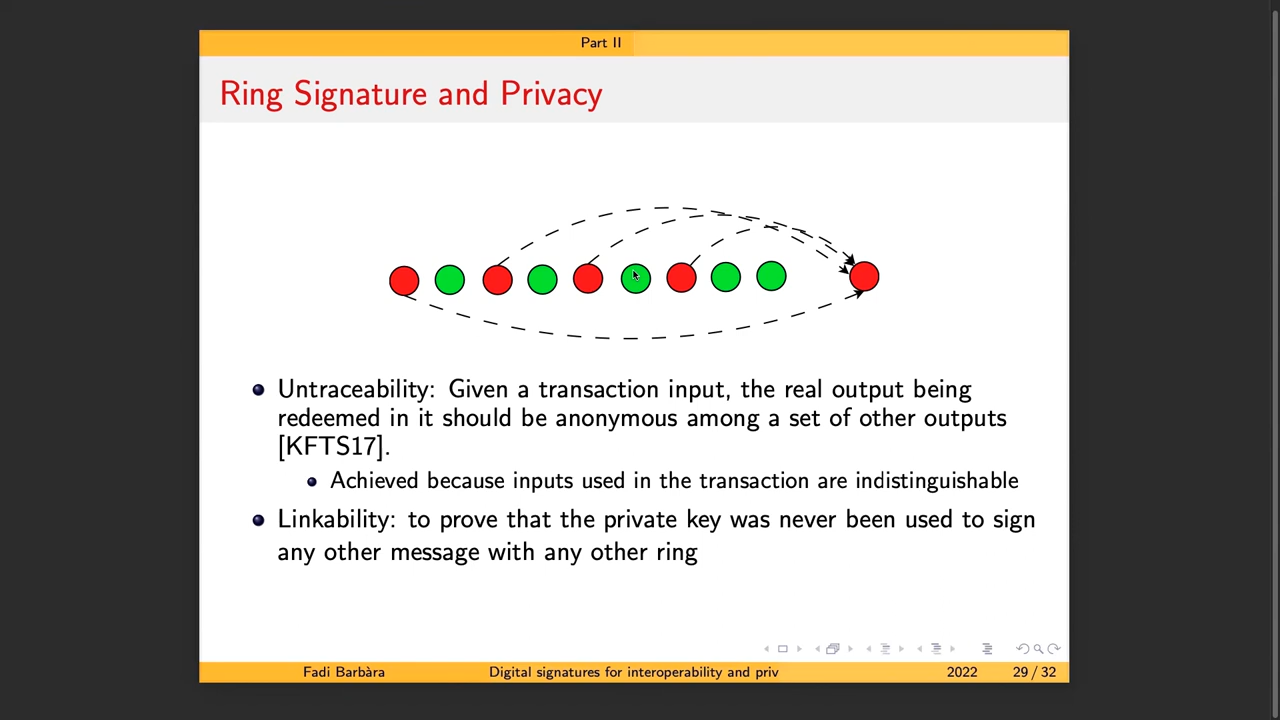 Part II
Ring Signature and Privacy
Untraceability: Given a transaction input, the real output being
redeemed in it should be anonymous among a set of other outputs
[KFTS17].
Achieved because inputs used in the transaction are indistinguishable
Linkability: to prove that the private key was never been used to sign
any other message with any other ring
Fadi Barbàra Digital signatures for interoperability and priv 2022 29 / 32